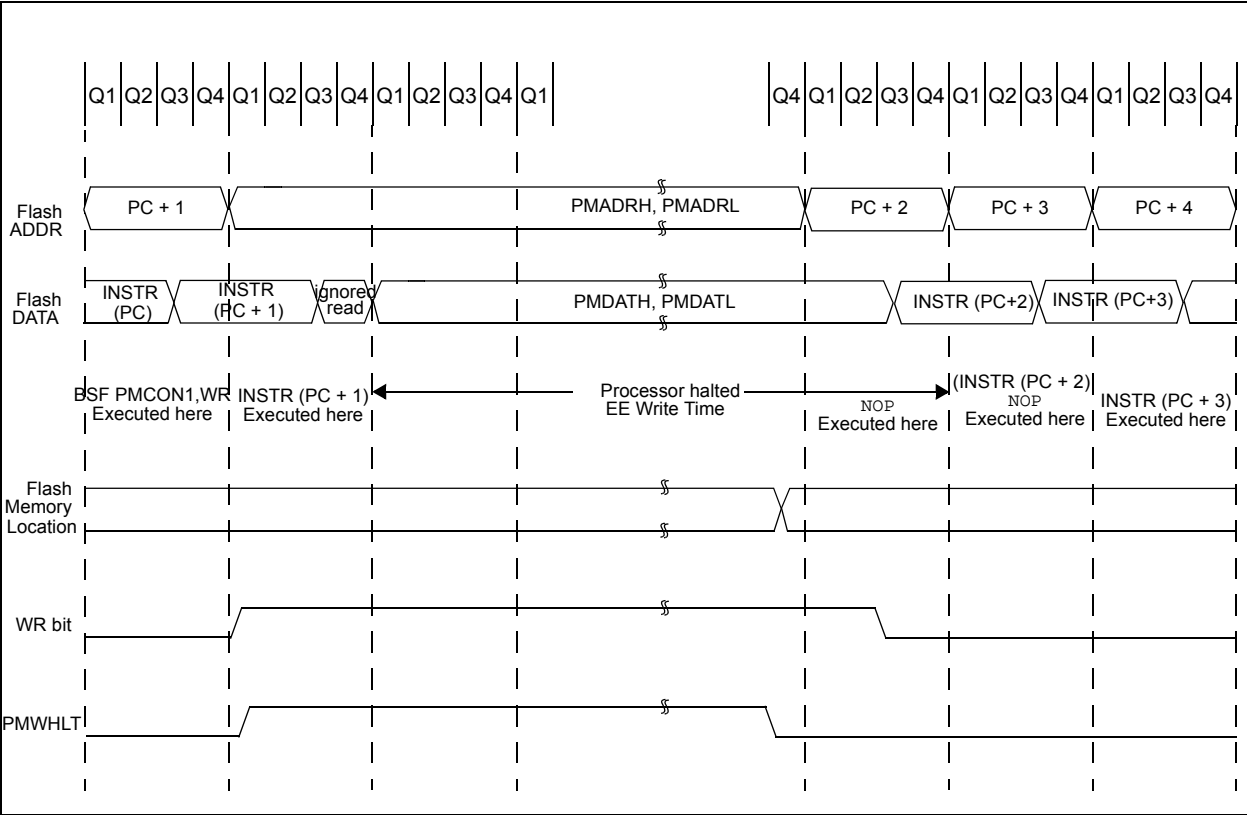 Q1 Q2 Q3 Q4 Q1 Q2 Q3 Q4 Q1 Q2 Q3 Q4 Q1 Q4 Q1 Q2 Q3 Q4 Q1 Q2 Q3 Q4 Q1 Q2 Q3 Q4
Flash
ADDR
PC + 1
PMADRH, PMADRL
PC + 2
PC + 3
PC + 4
Flash
DATA
INSTR
(PC)
INSTR
(PC + 1)
ignored
read
PMDATH, PMDATL
INSTR (PC+2)
INSTR (PC+3)
BSF PMCON1,WR
Executed here
INSTR (PC + 1)
Executed here
Processor halted
EE Write Time
NOP
Executed here
(INSTR (PC + 2)
NOP
Executed here
INSTR (PC + 3)
Executed here
Flash
Memory
Location
WR bit
PMWHLT